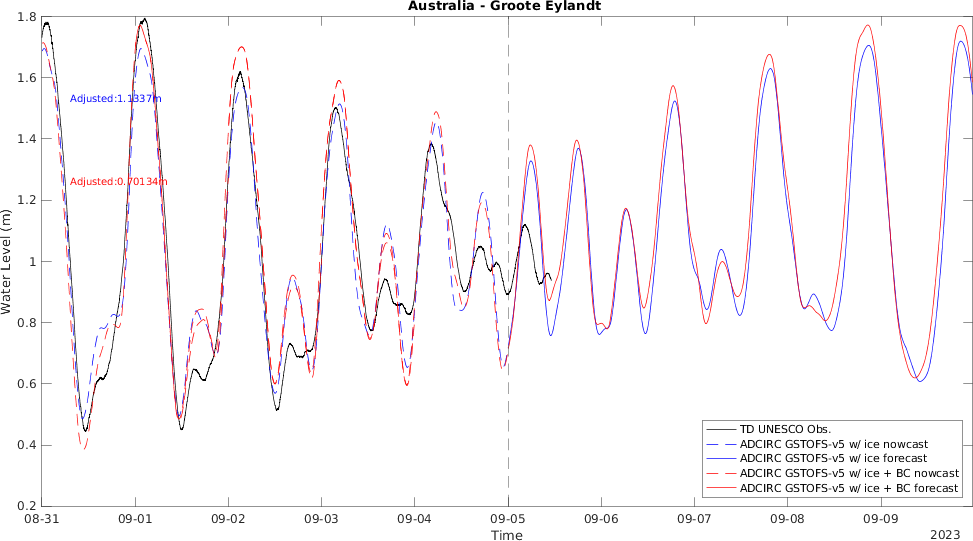 Australia - Groote Eylandt
1.8
1.6
1.4
1.2
1
0.8
0.6
0.4
0.2
Water Level (m)
Adjusted:1.1337m
Adjusted:0.70134m
TD UNESCO Obs.
ADCIRC GSTOFS-v5 w/ ice nowcast
ADCIRC GSTOFS-v5 w/ ice forecast
ADCIRC GSTOFS-v5 w/ ice + BC nowcast
ADCIRC GSTOFS-v5 w/ ice + BC forecast
08-31 09-01 09-02 09-03 09-04 09-05 09-06 09-07 09-08 09-09
Time
2023